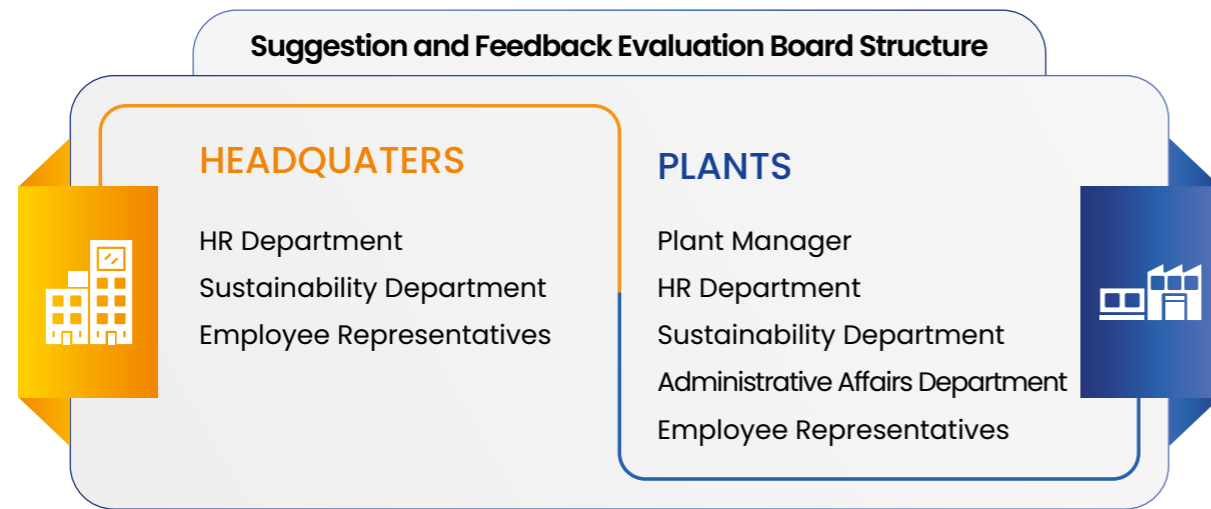 Suggestion and Feedback Evaluation Board Structure
HEADQUATERS
HR Department
Sustainability Department
Employee Representatives
PLANTS
Plant Manager
HR Department
Sustainability Department
Administrative Affairs Department
Employee Representatives